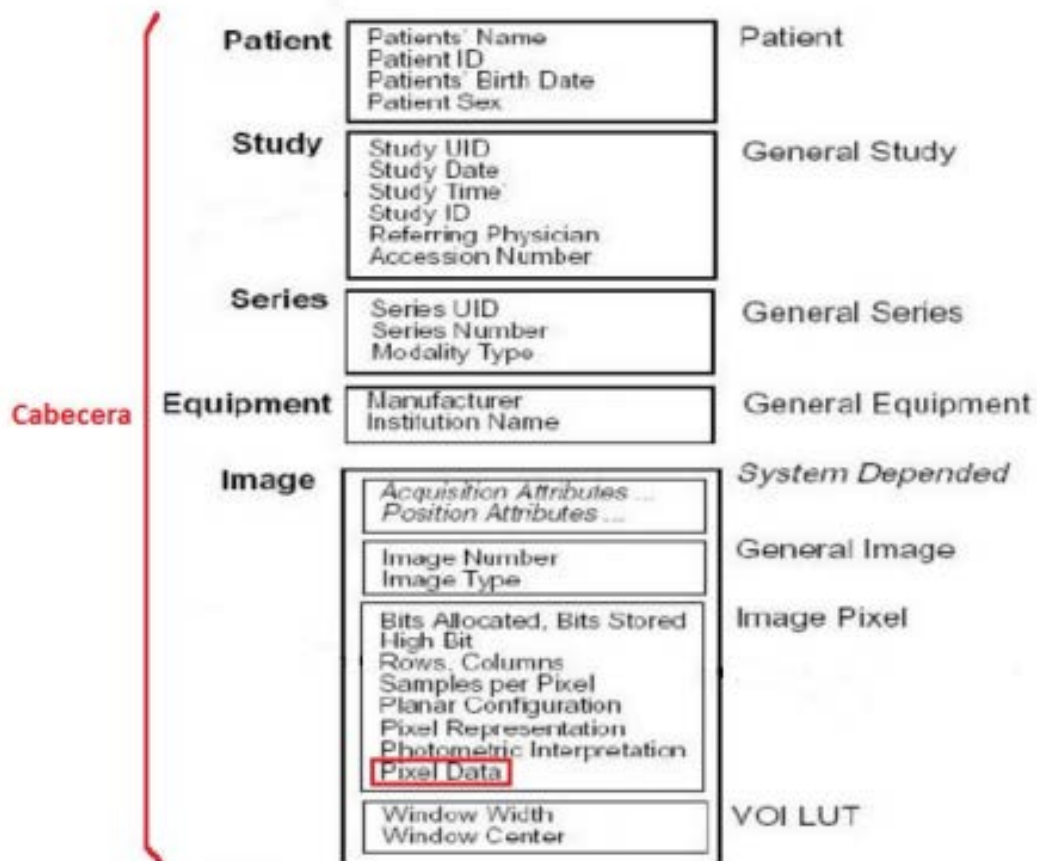 Cabecera
Patient
Patients' Name
Patient ID
Patients' Birth Date
Patient Sex
Patient
Study
Study UID
Study Date
Study Time
Study ID
Referring Physician
Accession Number
General Study
Series
Series UID
Series Number
Modality Type
General Series
Equipment
Manufacturer
Institution Name
General Equipment
Image
Acquisition Attributes ...
Position Attributes ...
System Depended
Image Number
Image Type
General Image
Bits Allocated, Bits Stored
High Bit
Rows, Columns
Samples per Pixel
Planar Configuration
Pixel Representation
Photometric Interpretation
Pixel Data
Image Pixel
Window Width
Window Center
VOI LUT